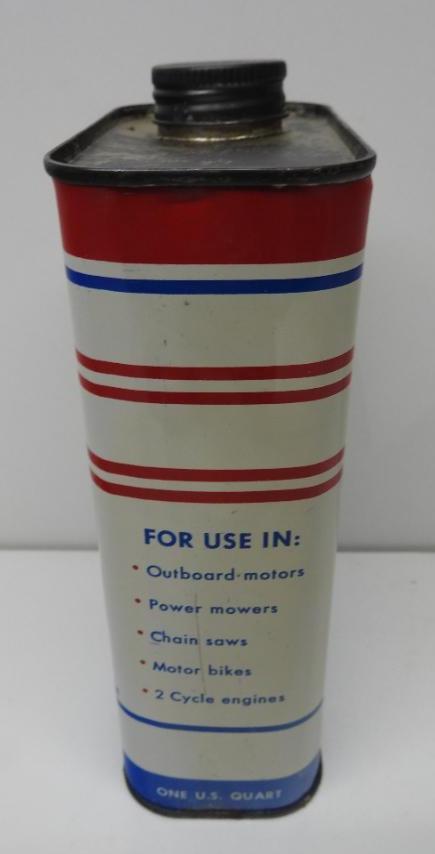 FOR USE IN:
• Outboard motors
• Power mowers
• Chain saws
• Motor bikes
• 2 Cycle engines
ONE U.S. QUART